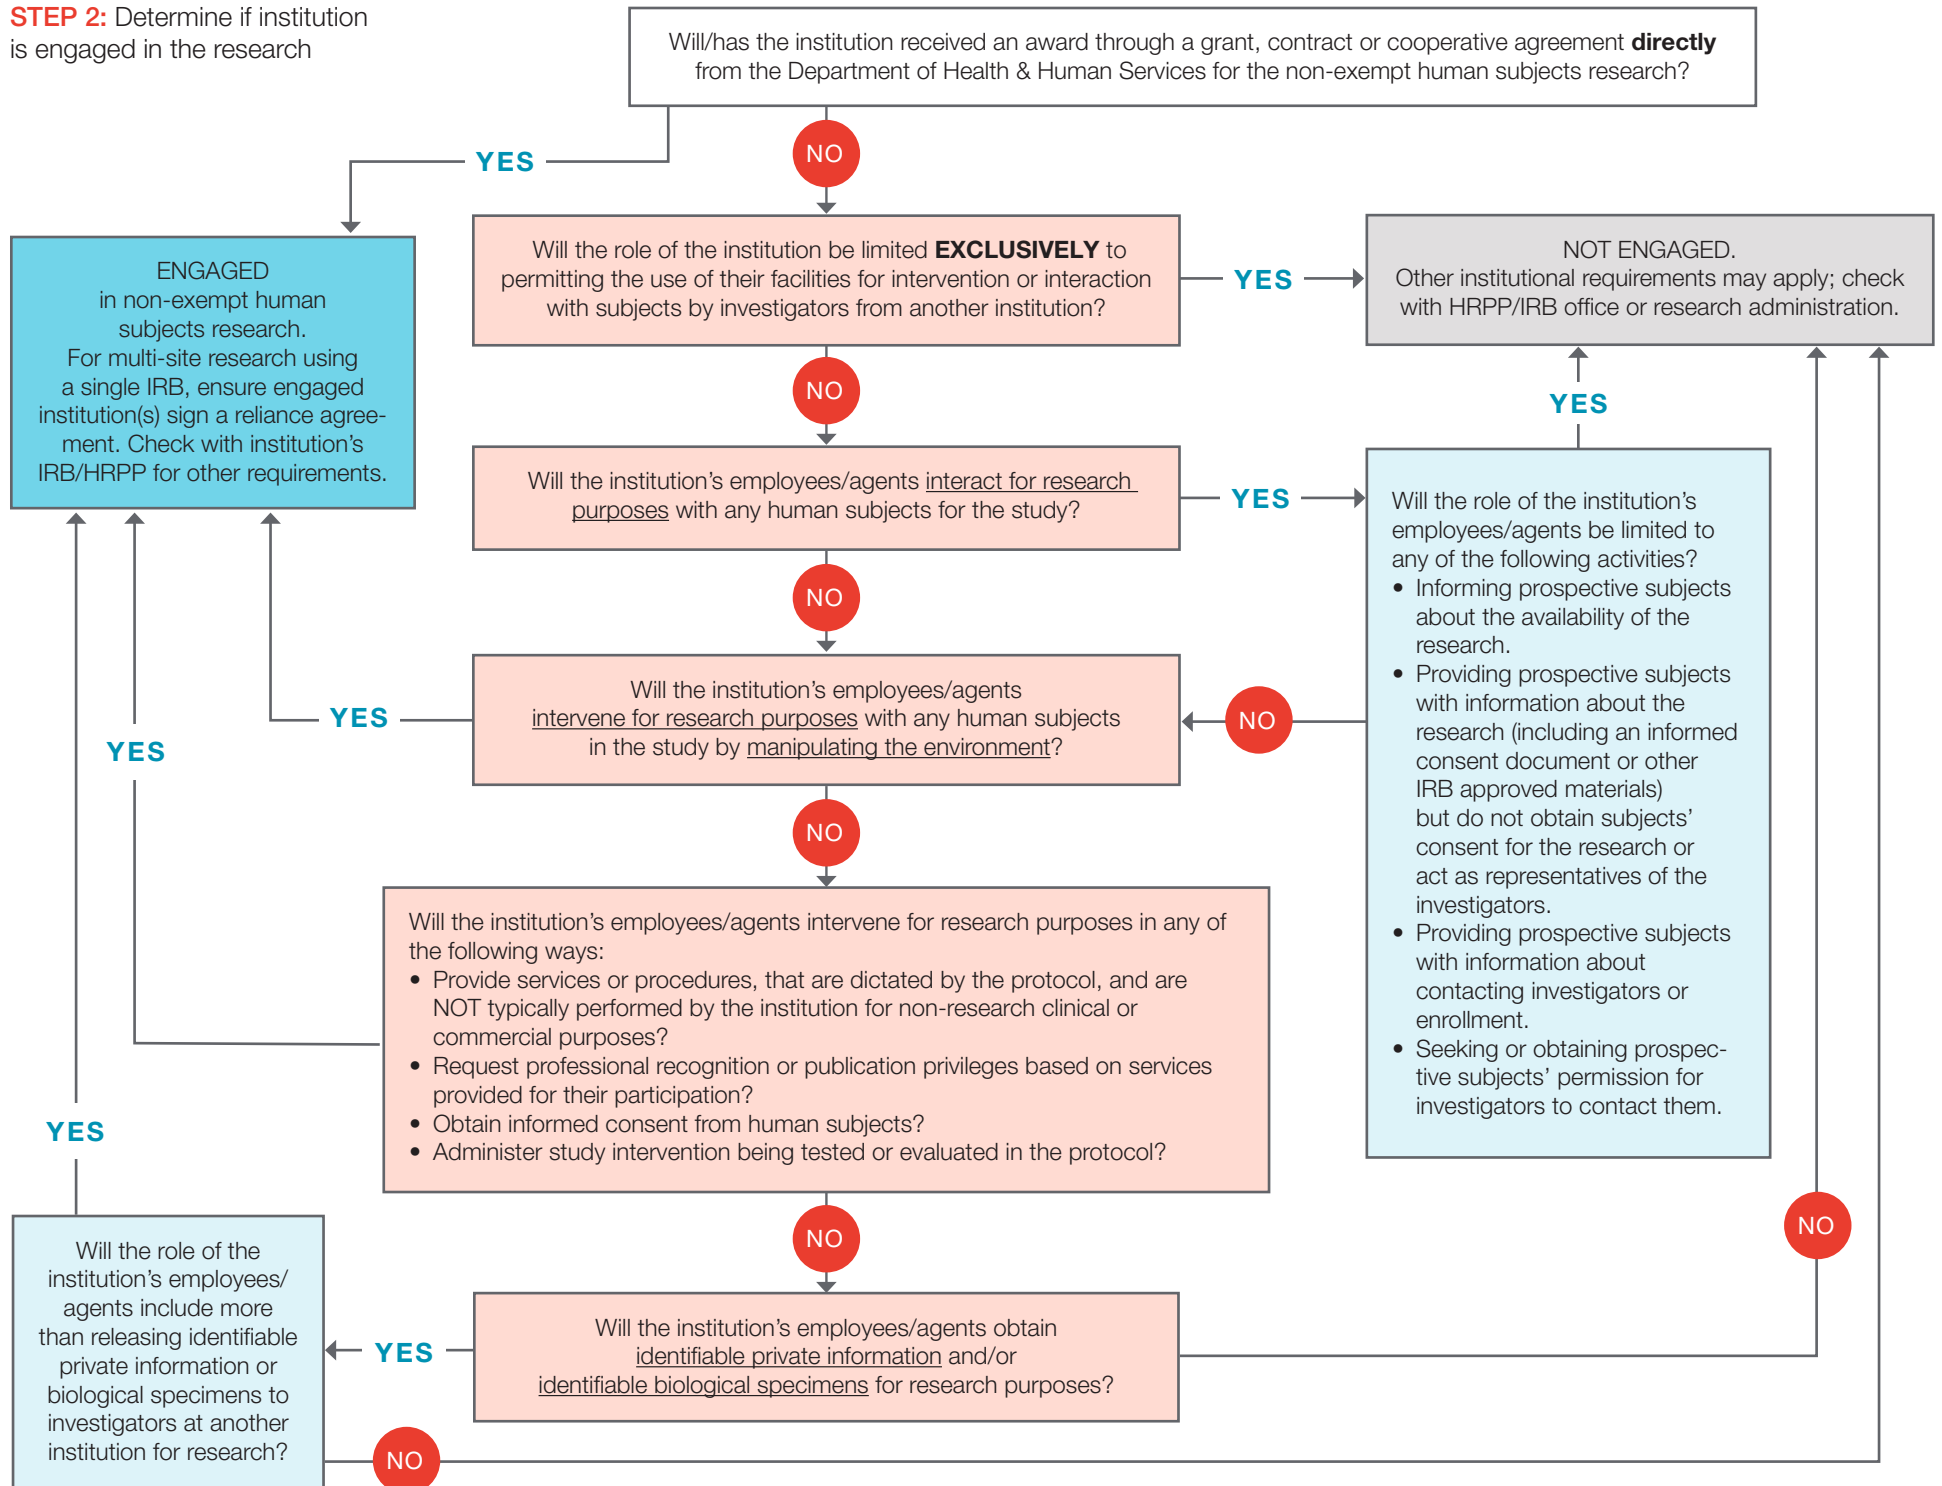 STEP 2: Determine if institution
is engaged in the research
Will/has the institution received an award through a grant, contract or cooperative agreement directly
from the Department of Health & Human Services for the non-exempt human subjects research?
YES
NO
ENGAGED
in non-exempt human
subjects research.
For multi-site research using
a single IRB, ensure engaged
institution(s) sign a reliance agree-
ment. Check with institution’s
IRB/HRPP for other requirements.
Will the role of the institution be limited EXCLUSIVELY to
permitting the use of their facilities for intervention or interaction
with subjects by investigators from another institution?
YES
NOT ENGAGED.
Other institutional requirements may apply; check
with HRPP/IRB office or research administration.
NO
YES
Will the institution’s employees/agents interact for research
purposes with any human subjects for the study?
YES
Will the role of the institution’s
employees/agents be limited to
any of the following activities?
• Informing prospective subjects
about the availability of the
research.
• Providing prospective subjects
with information about the
research (including an informed
consent document or other
IRB approved materials)
but do not obtain subjects’
consent for the research or
act as representatives of the
investigators.
• Providing prospective subjects
with information about
contacting investigators or
enrollment.
• Seeking or obtaining prospec-
tive subjects’ permission for
investigators to contact them.
NO
Will the institution’s employees/agents
intervene for research purposes with any human subjects
in the study by manipulating the environment?
YES
NO
YES
NO
Will the institution’s employees/agents intervene for research purposes in any of
the following ways:
• Provide services or procedures, that are dictated by the protocol, and are
NOT typically performed by the institution for non-research clinical or
commercial purposes?
• Request professional recognition or publication privileges based on services
provided for their participation?
• Obtain informed consent from human subjects?
• Administer study intervention being tested or evaluated in the protocol?
YES
NO
NO
Will the role of the
institution’s employees/
agents include more
than releasing identifiable
private information or
biological specimens to
investigators at another
institution for research?
YES
Will the institution’s employees/agents obtain
identifiable private information and/or
identifiable biological specimens for research purposes?
NO